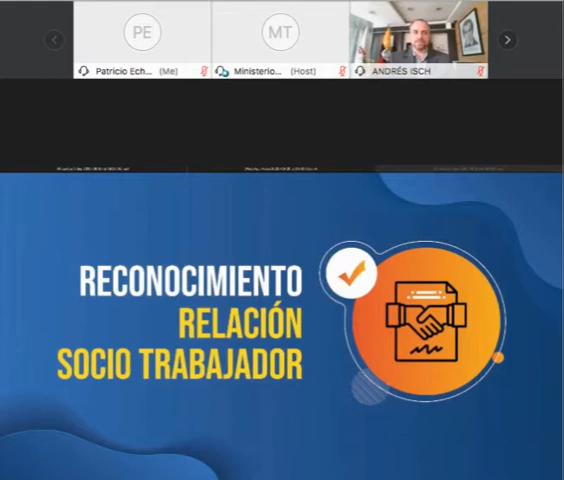 PE
MT
Patricio Ech... (Me)
Ministerio... (Host)
ANDRÉS ISCH
RECONOCIMIENTO
RELACIÓN
SOCIO TRABAJADOR